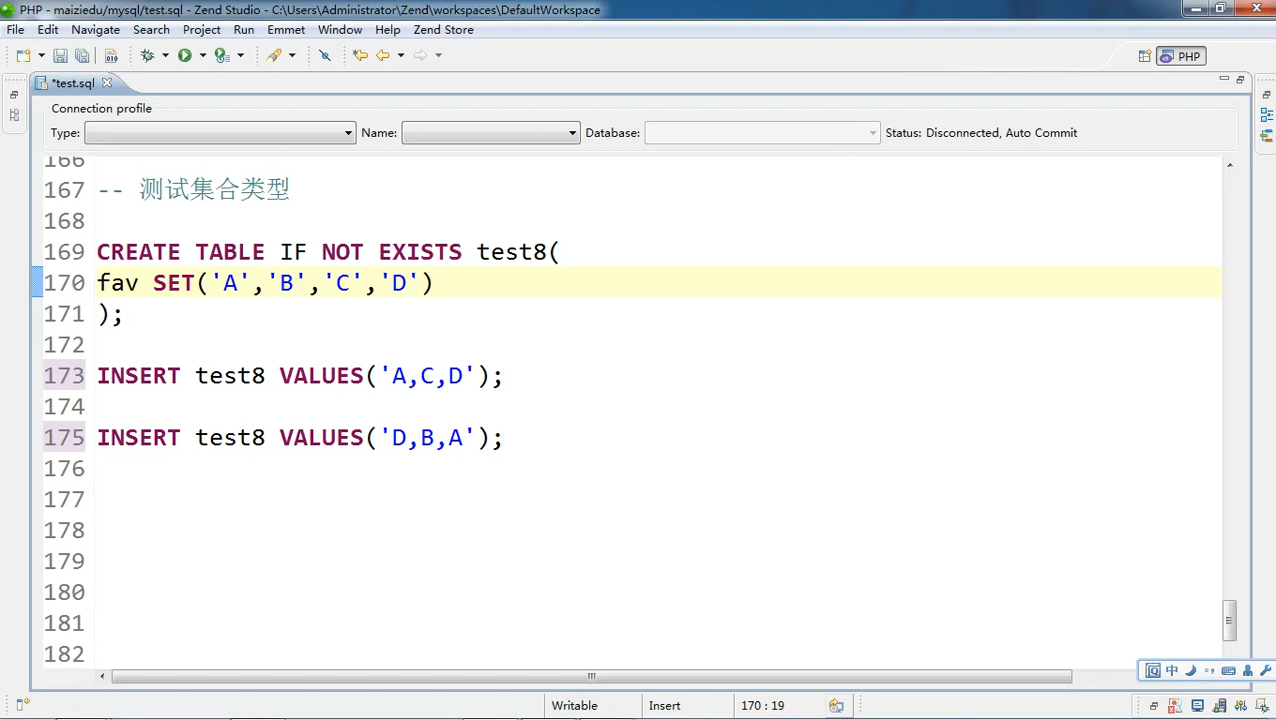 PHP - maiziedu/mysql/test.sql - Zend Studio - C:\Users\Administrator\Zend\workspaces\DefaultWorkspace
File Edit Navigate Search Project Run Emmet Window Help Zend Store
PHP
*test.sql
Connection profile
Type: Name: Database: Status: Disconnected, Auto Commit
166
167 -- 测试集合类型
168
169 CREATE TABLE IF NOT EXISTS test8(
170 fav SET('A','B','C','D')
171 );
172
173 INSERT test8 VALUES('A,C,D');
174
175 INSERT test8 VALUES('D,B,A');
176
177
178
179
180
181
182
中
Writable Insert 170 : 19